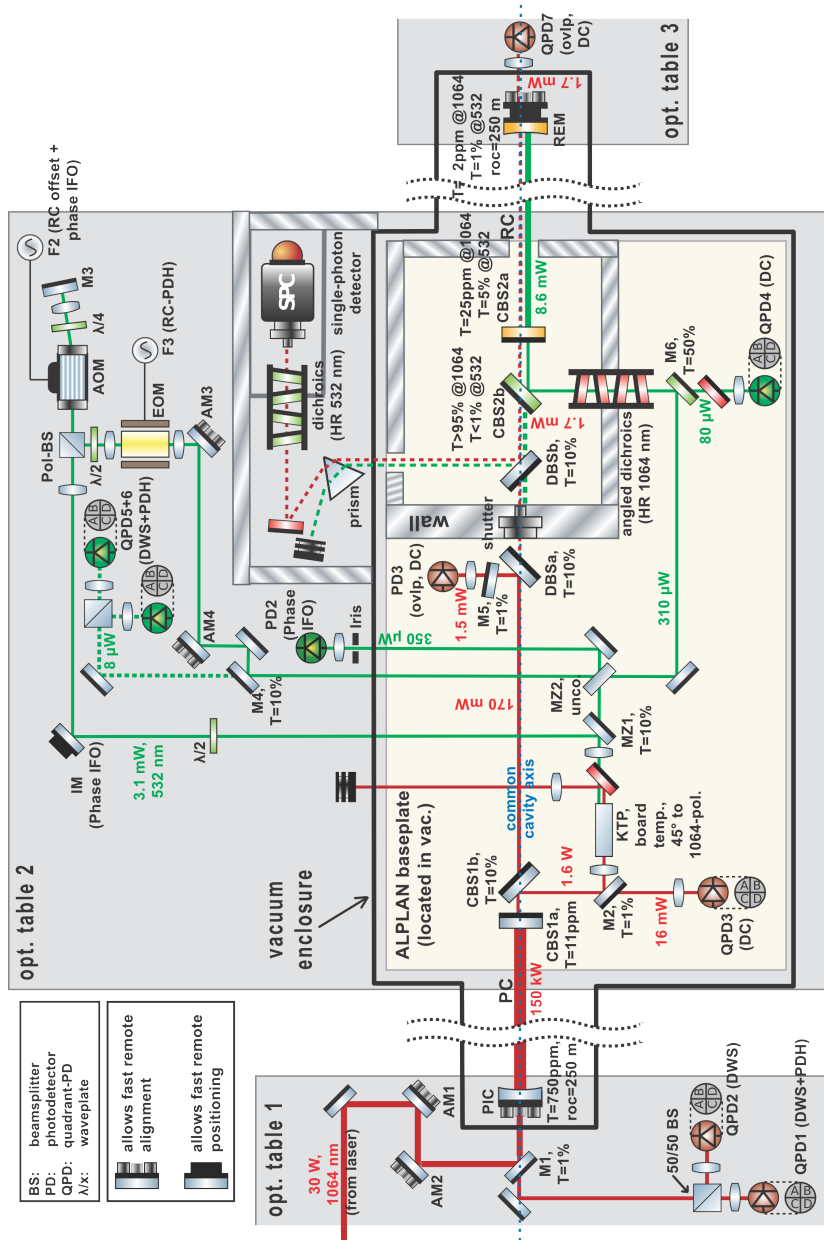 BS: beamsplitter
PD: photodetector
QPD: quadrant-PD
λ/x: waveplate
allows fast remote
alignment
allows fast remote
positioning
opt. table 1
30 W,
1064 nm
(from laser)
AM1
AM2
M1,
T=1%
PIC
T=750ppm,
roc=250 m
50/50 BS
A B
C D
QPD2 (DWS)
A B
C D
QPD1 (DWS+PDH)
opt. table 2
vacuum
enclosure
ALPLAN baseplate
(located in vac.)
PC
150 kW
CBS1a,
T=11ppm
CBS1b,
T=10%
1.6 W
M2,
T=1%
16 mW
A B
C D
QPD3
(DC)
KTP,
board
temp.,
45° to
1064-pol.
common
cavity axis
170 mW
MZ1,
T=10%
MZ2,
unco.
IM
(Phase IFO)
3.1 mW,
532 nm
λ/2
8 µW
M4,
T=10%
AM4
AM3
A B
C D
A B
C D
QPD5+6
(DWS+PDH)
Pol-BS
λ/2
EOM
F3 (RC-PDH)
AOM
λ/4
M3
F2 (RC offset +
phase IFO)
PD2 (Phase
IFO)
Iris
350 µW
PD3
(ovlp, DC)
1.5 mW
M5,
T=1%
DBSa,
T=10%
wall
shutter
DBSb,
T=10%
prism
dichroics
(HR 532 nm)
SPC
single-photon
detector
T>95% @1064
T<1% @532
CBS2b
1.7 mW
T=25ppm @1064
T=5% @532
CBS2a
RC
8.6 mW
angled dichroics
(HR 1064 nm)
310 µW
M6,
T=50%
80 µW
A B
C D
QPD4 (DC)
opt. table 3
T= 2ppm @1064
T=1% @532
roc=250 m
REM
1.7 mW
QPD7
(ovlp,
DC)